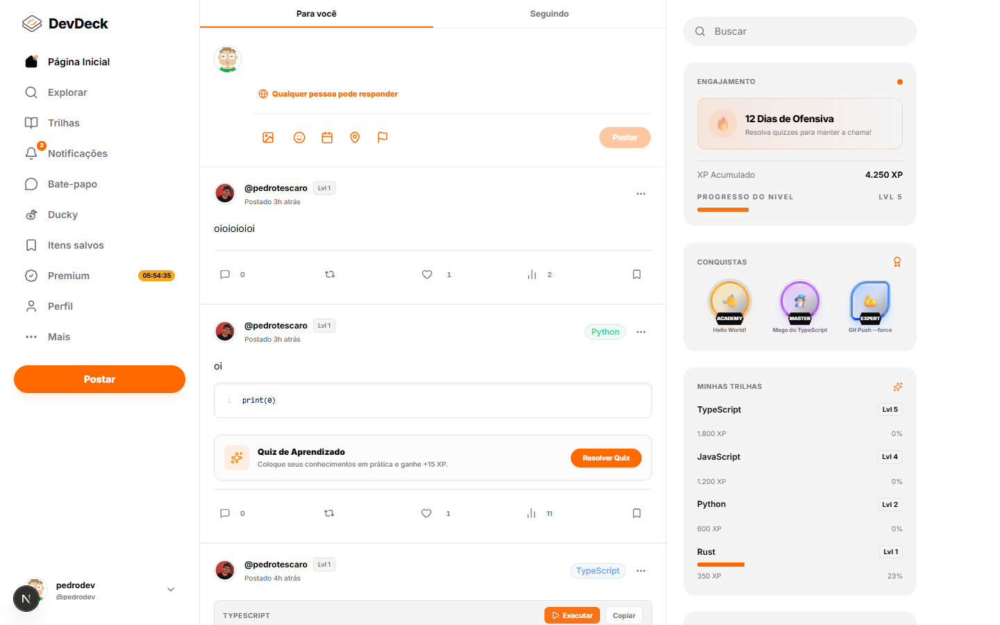 DevDeck
Página Inicial
Explorar
Trilhas
2
Notificações
Bate-papo
Ducky
Itens salvos
Premium
05:54:35
Perfil
Mais
Postar
pedrodev
@pedrodev
N
Para você
Seguindo
Qualquer pessoa pode responder
Postar
@pedrotescaro Lvl 1
Postado 3h atrás
oioioioioi
0 1 2
@pedrotescaro Lvl 1
Postado 3h atrás
Python
oi
1 print(0)
Quiz de Aprendizado
Coloque seus conhecimentos em prática e ganhe +15 XP.
Resolver Quiz
0 1 11
@pedrotescaro Lvl 1
Postado 4h atrás
TypeScript
TYPESCRIPT
Executar
Copiar
Buscar
ENGAJAMENTO
12 Dias de Ofensiva
Resolva quizzes para manter a chama!
XP Acumulado 4.250 XP
PROGRESSO DO NIVEL LVL 5
CONQUISTAS
ACADEMY MASTER EXPERT
Hello World! Mago do TypeScript Git Push --force
MINHAS TRILHAS
TypeScript Lvl 5
1.800 XP 0%
JavaScript Lvl 4
1.200 XP 0%
Python Lvl 2
600 XP 0%
Rust Lvl 1
350 XP 23%